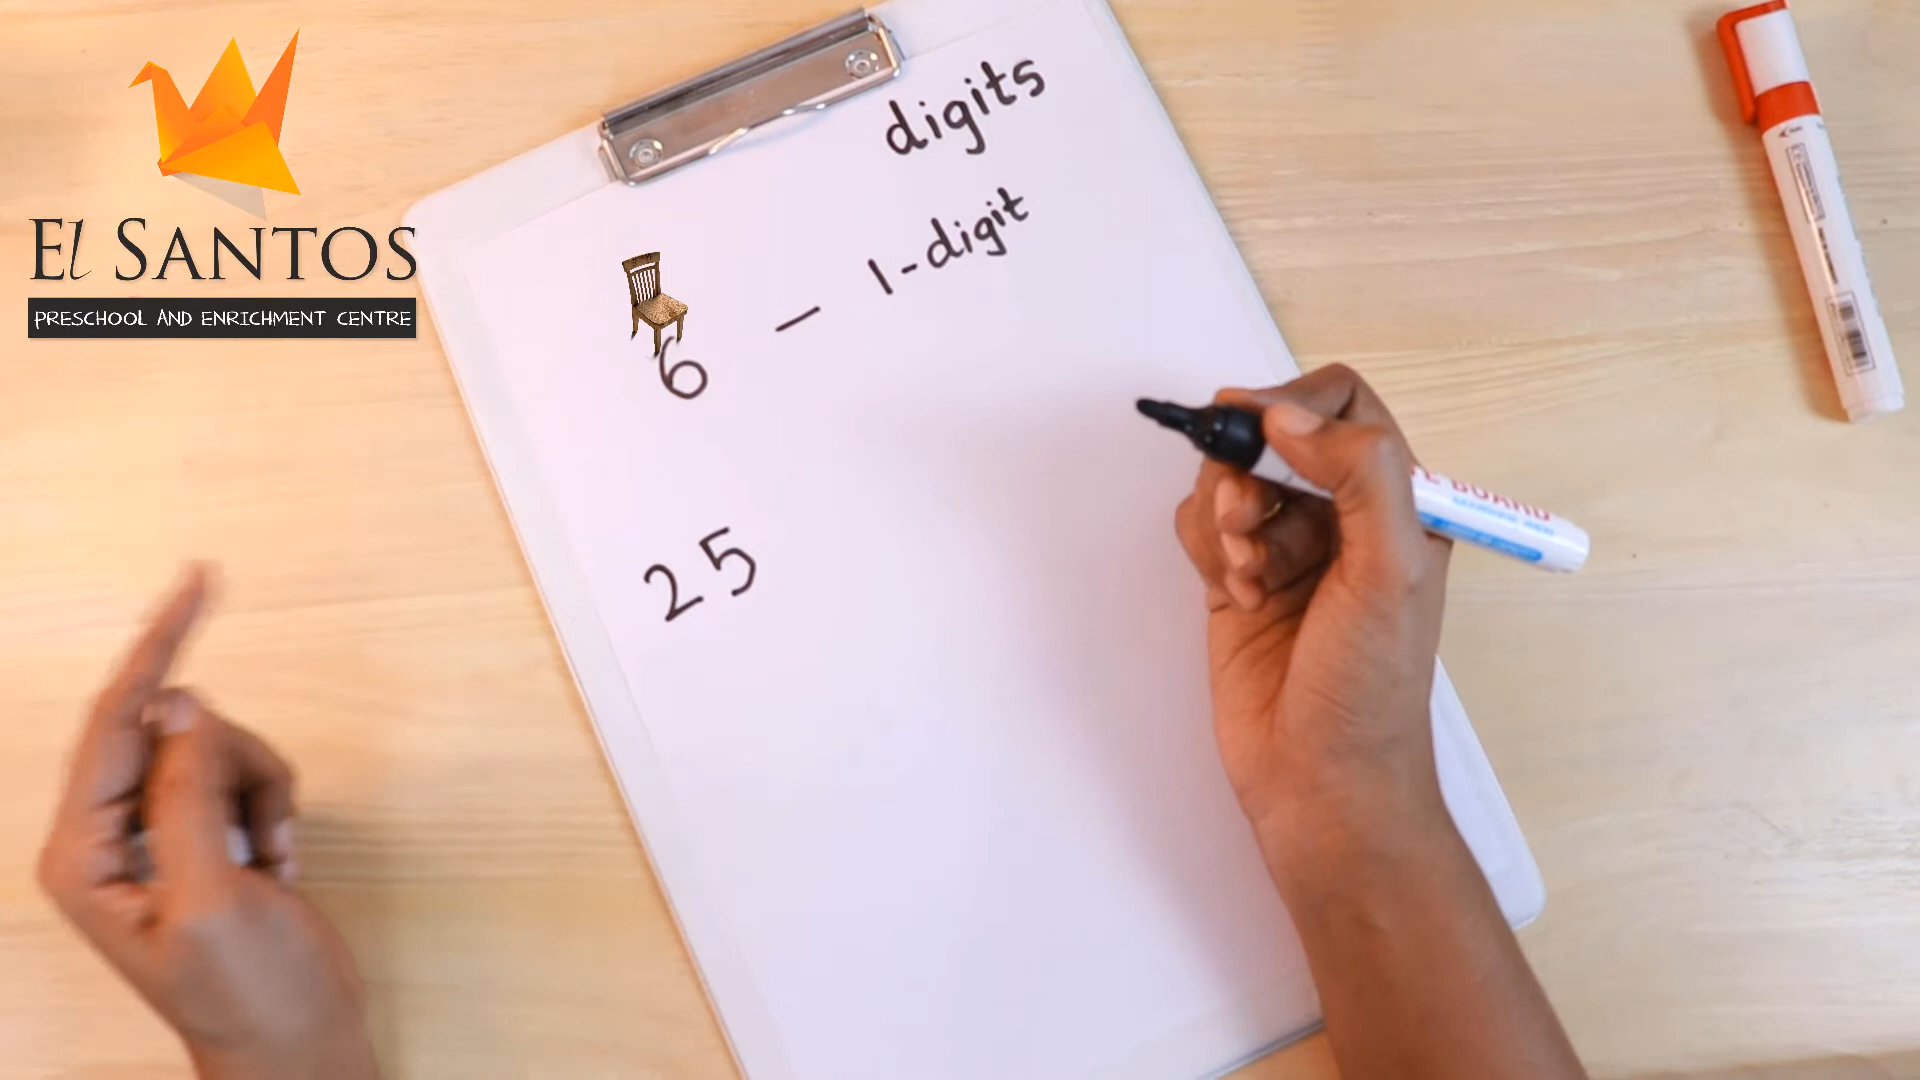 El Santos
PRESCHOOL AND ENRICHMENT CENTRE
digits
6 – 1-digit
25